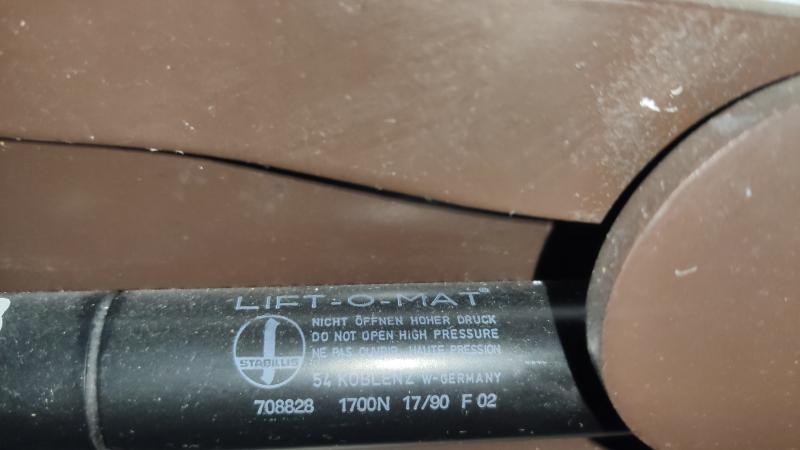 LIFT-O-MAT®
STABILUS
NICHT ÖFFNEN HOHER DRUCK
DO NOT OPEN HIGH PRESSURE
NE PAS OUVRIR HAUTE PRESSION
54 KOBLENZ W-GERMANY
708828 1700N 17/90 F 02